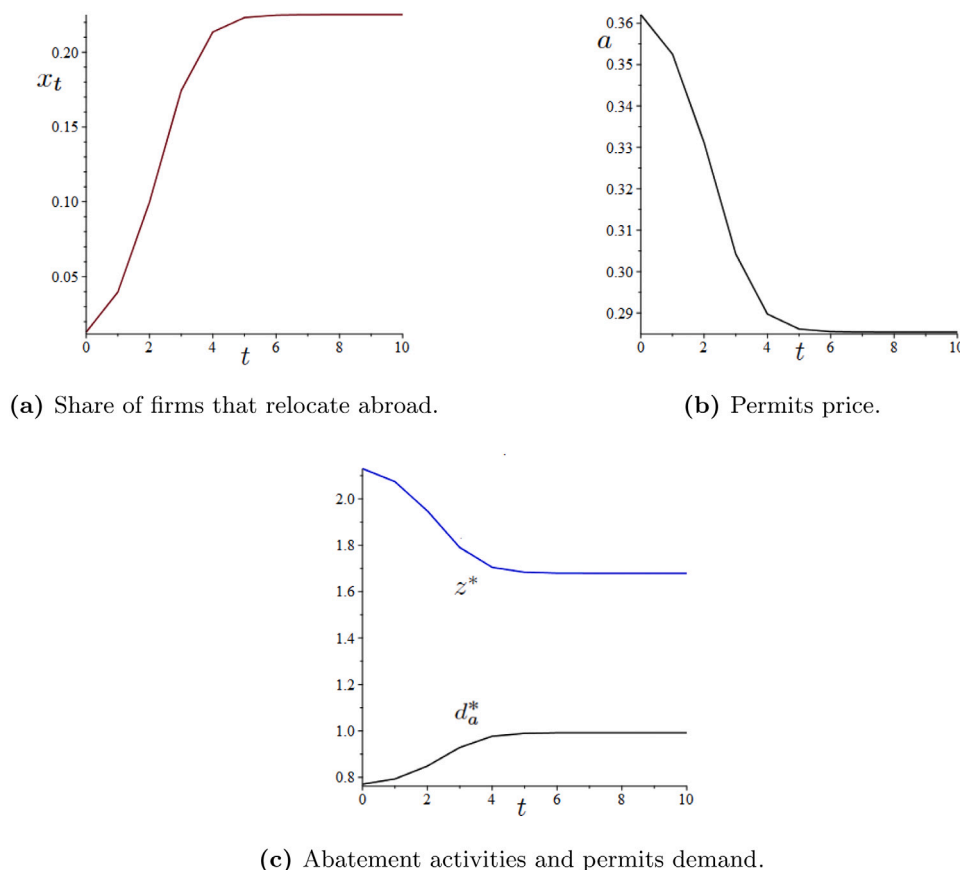 0.20
x_t
0.15
0.10
0.05
0 2 4 6 8 10
t
(a) Share of firms that relocate abroad.
0.36
a
0.35
0.34
0.33
0.32
0.31
0.30
0.29
0 2 4 6 8 10
t
(b) Permits price.
2.0
1.8
z*
1.6
1.4
1.2
d_a^*
1.0
0.8
0 2 4 6 8 10
t
(c) Abatement activities and permits demand.